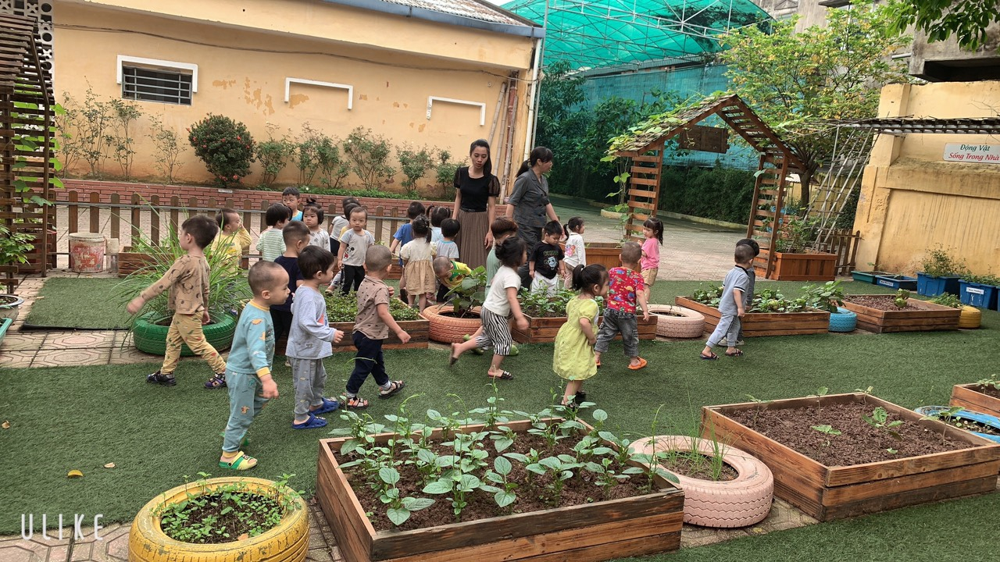 Động Vật
Sống Trong Nhà
ULIKE